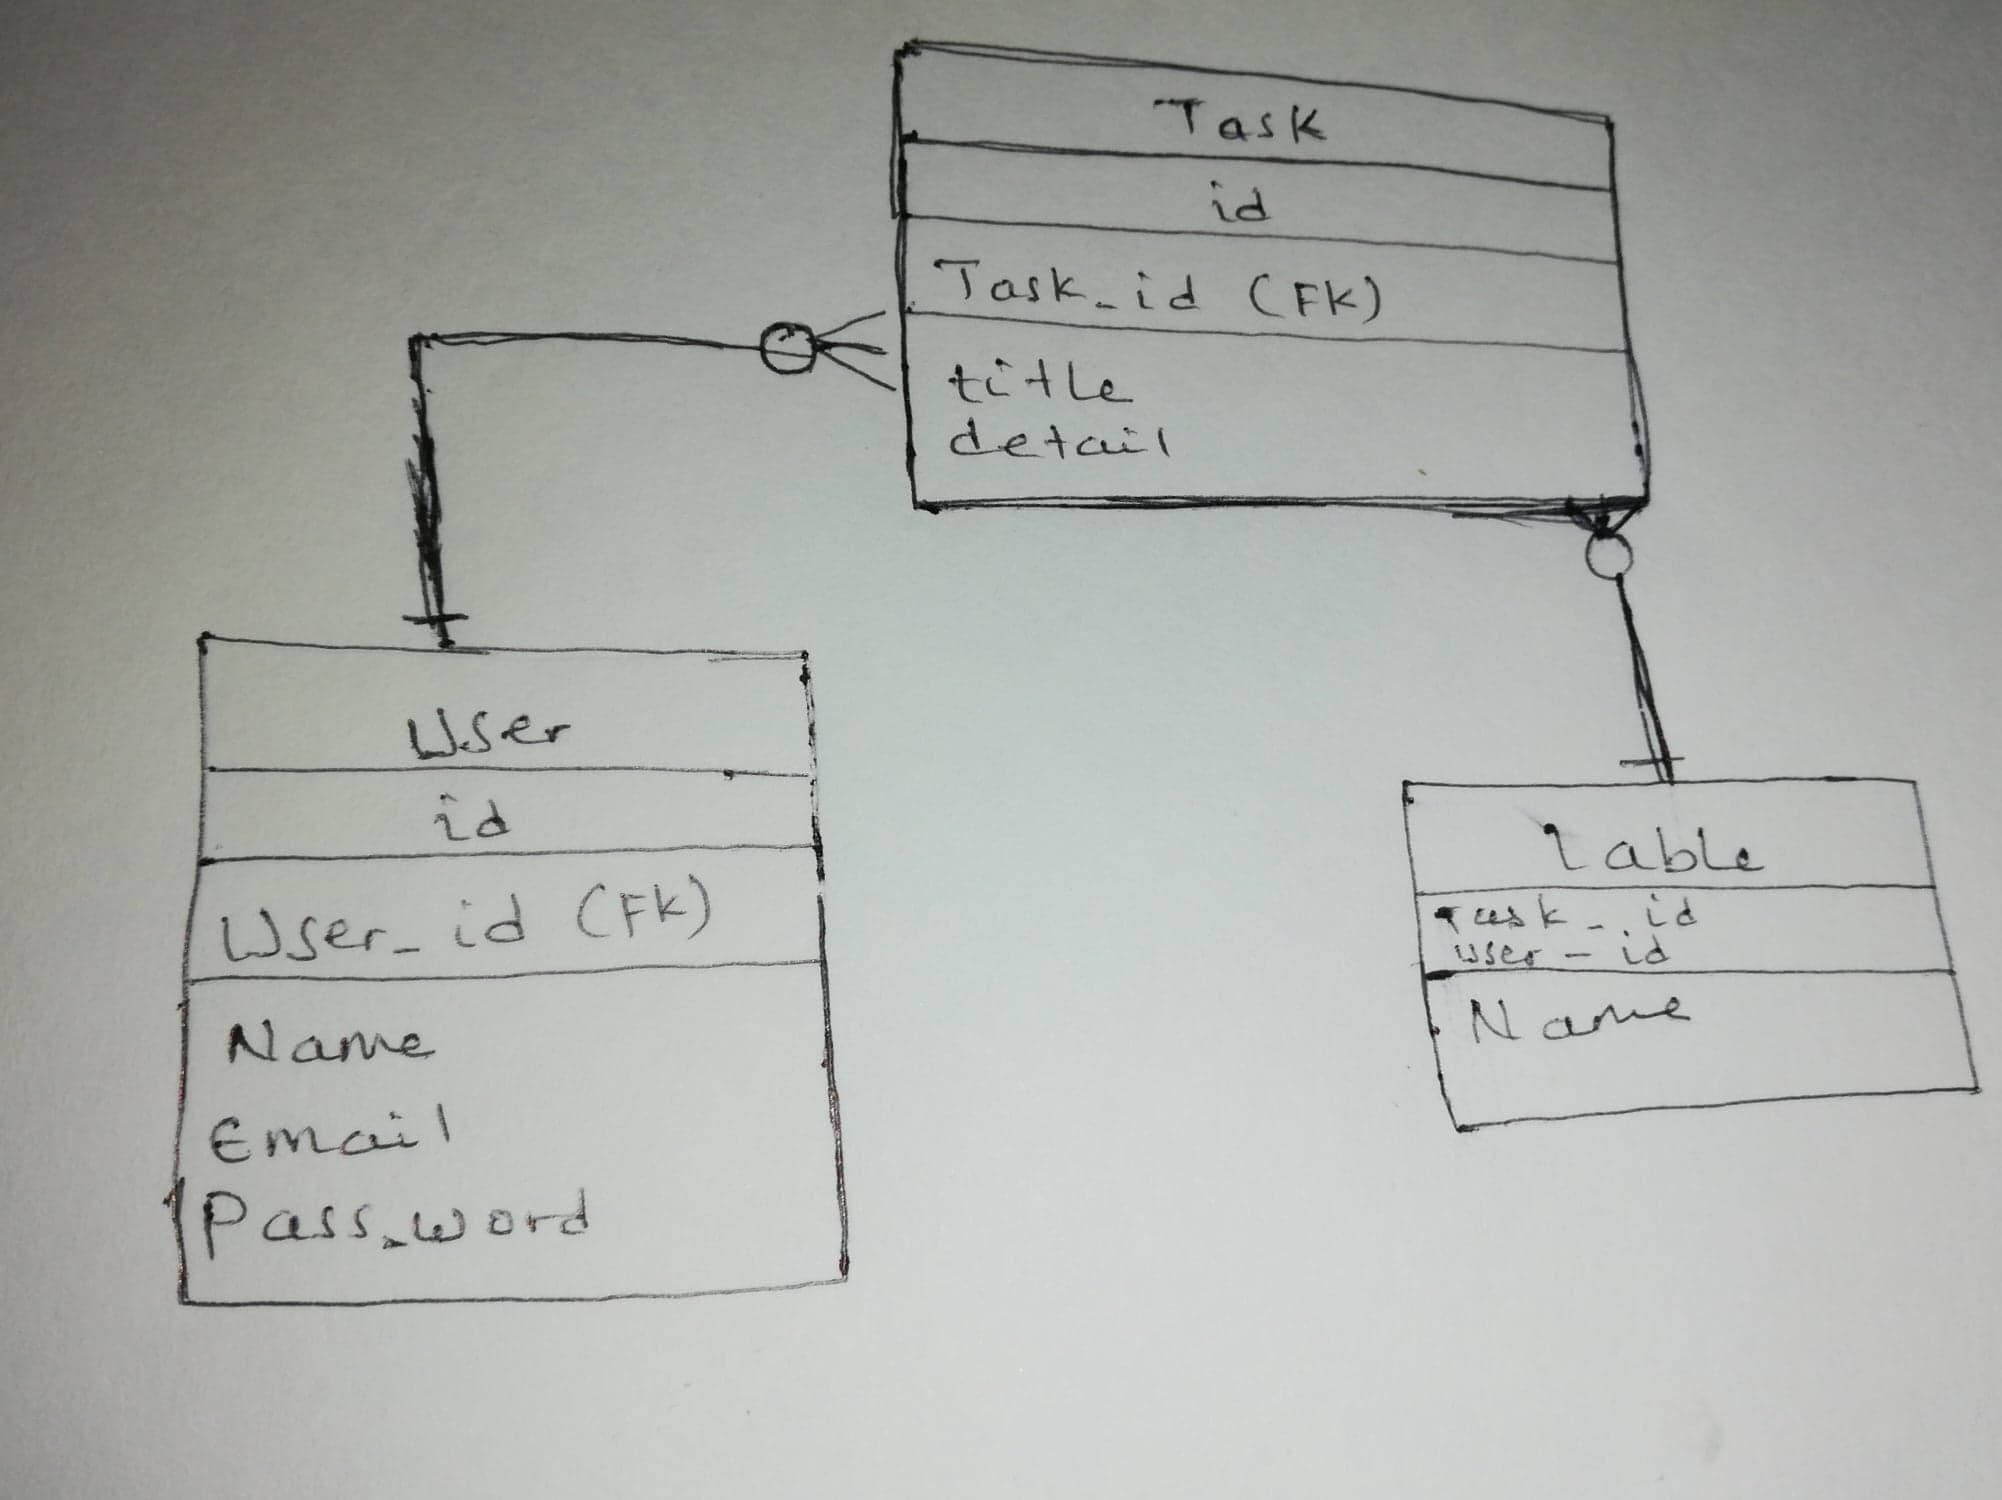 Task
id
Task_id (FK)
title
detail
User
id
User_id (FK)
Name
Email
Pass_word
Table
Task_id
user_id
Name